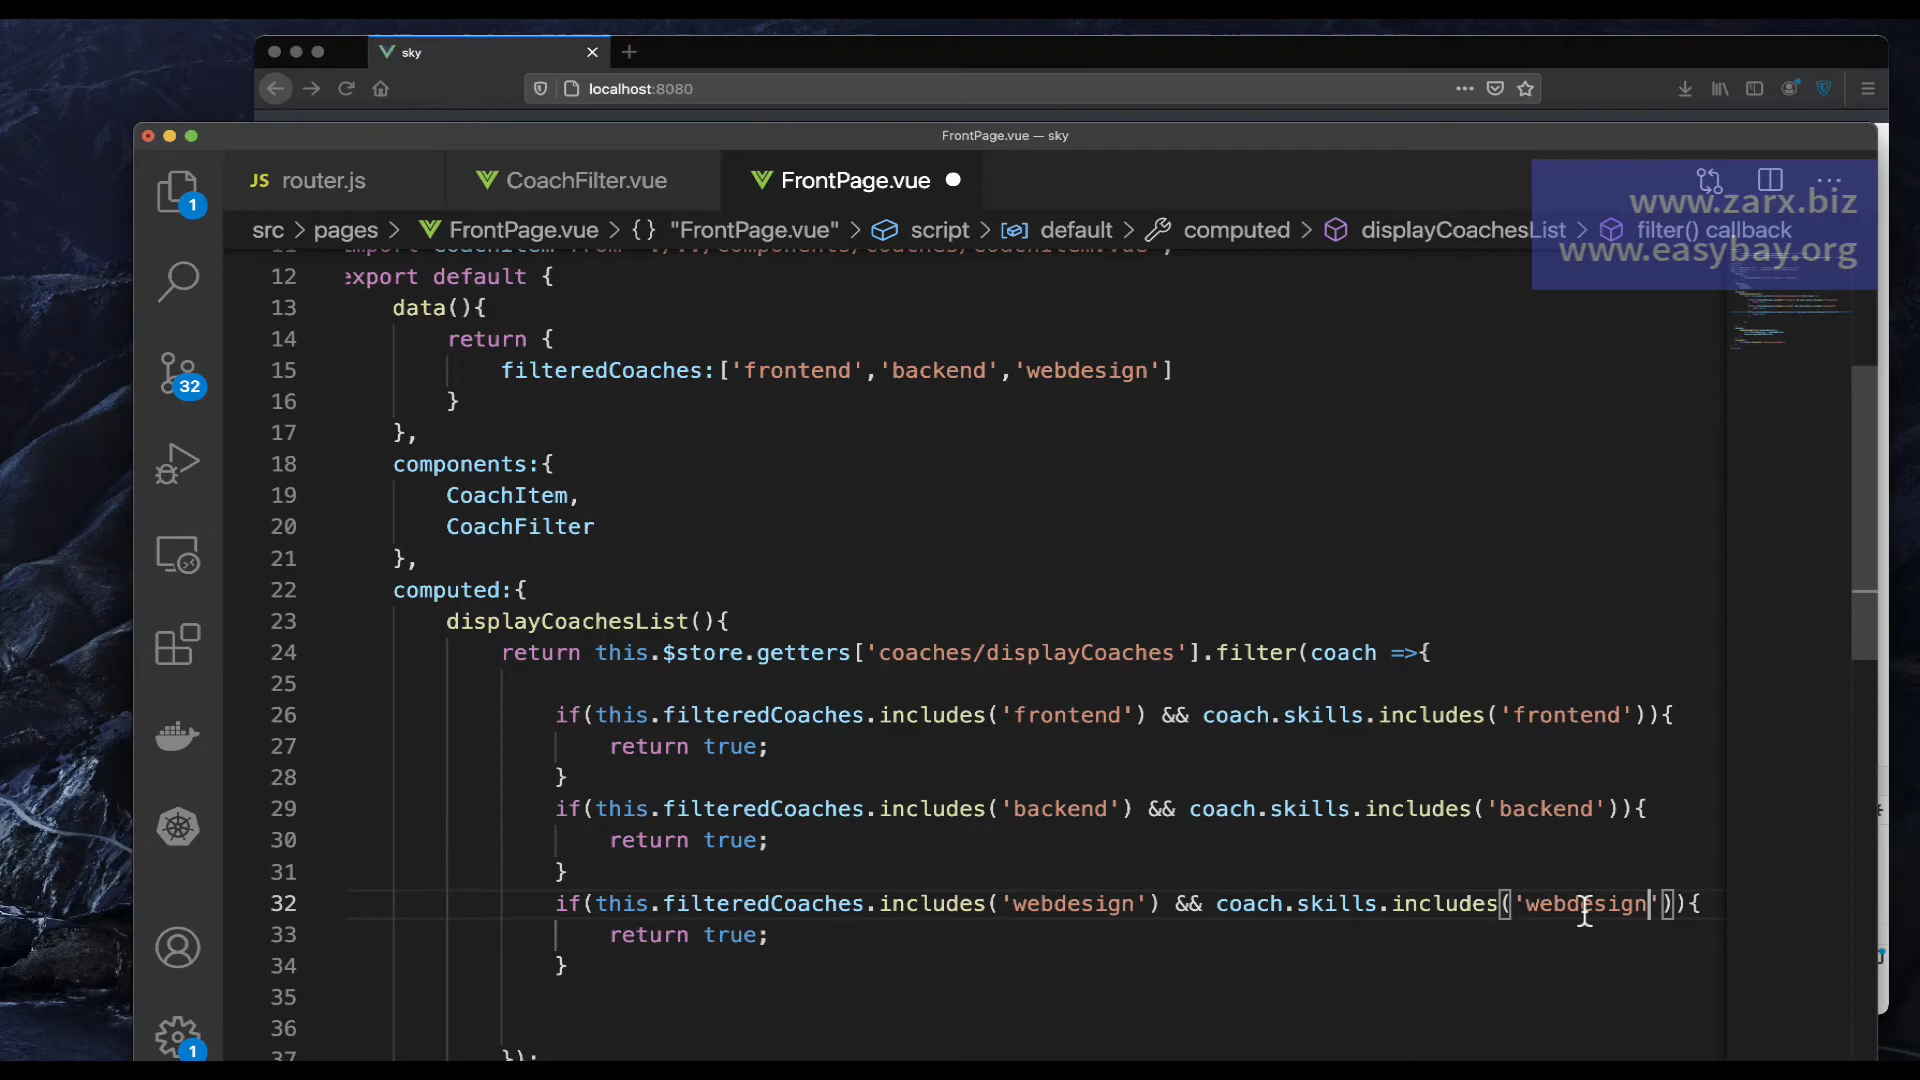 sky
localhost:8080
FrontPage.vue — sky
JS router.js
CoachFilter.vue
FrontPage.vue
www.zarx.biz
www.easybay.org
src > pages > FrontPage.vue > {} "FrontPage.vue" > script > default > computed > displayCoachesList > filter() callback
1
32
1
12 export default {
13 data(){
14 return {
15 filteredCoaches:['frontend','backend','webdesign']
16 }
17 },
18 components:{
19 CoachItem,
20 CoachFilter
21 },
22 computed:{
23 displayCoachesList(){
24 return this.$store.getters['coaches/displayCoaches'].filter(coach =>{
25
26 if(this.filteredCoaches.includes('frontend') && coach.skills.includes('frontend')){
27 return true;
28 }
29 if(this.filteredCoaches.includes('backend') && coach.skills.includes('backend')){
30 return true;
31 }
32 if(this.filteredCoaches.includes('webdesign') && coach.skills.includes('webdesign')){
33 return true;
34 }
35
36
37 });